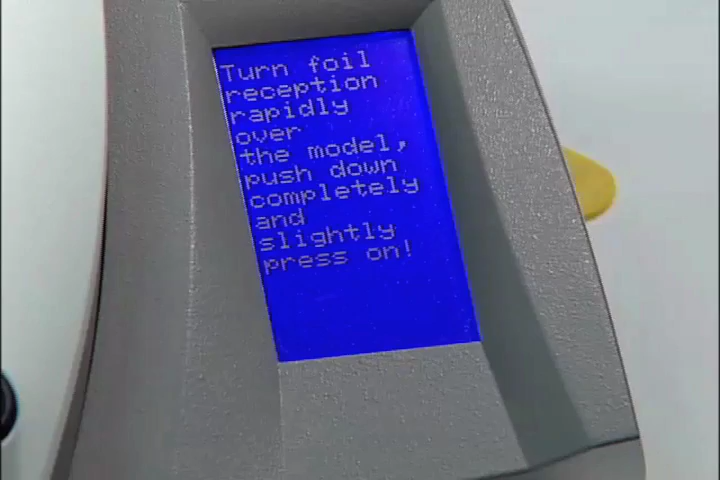 Turn foil
reception
rapidly
over
the model,
push down
completely
and
slightly
press on!